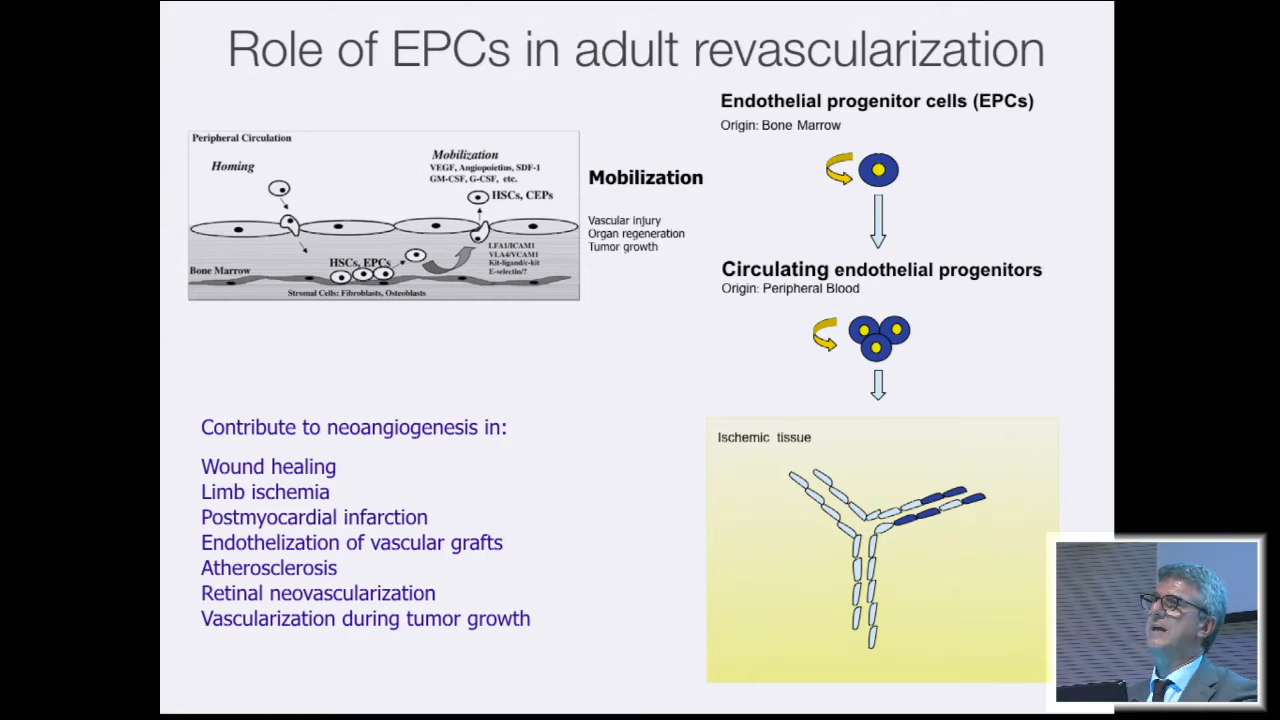 Role of EPCs in adult revascularization
Peripheral Circulation
Homing
Mobilization
VEGF, Angiopoietins, SDF-1
GM-CSF, G-CSF, etc.
HSCs, CEPs
LFA1/ICAM1
VLA4/VCAM1
Kit-ligand/c-kit
E-selectin/?
HSCs, EPCs
Bone Marrow
Stromal Cells: Fibroblasts, Osteoblasts
Mobilization
Vascular injury
Organ regeneration
Tumor growth
Endothelial progenitor cells (EPCs)
Origin: Bone Marrow
Circulating endothelial progenitors
Origin: Peripheral Blood
Ischemic tissue
Contribute to neoangiogenesis in:
Wound healing
Limb ischemia
Postmyocardial infarction
Endothelization of vascular grafts
Atherosclerosis
Retinal neovascularization
Vascularization during tumor growth